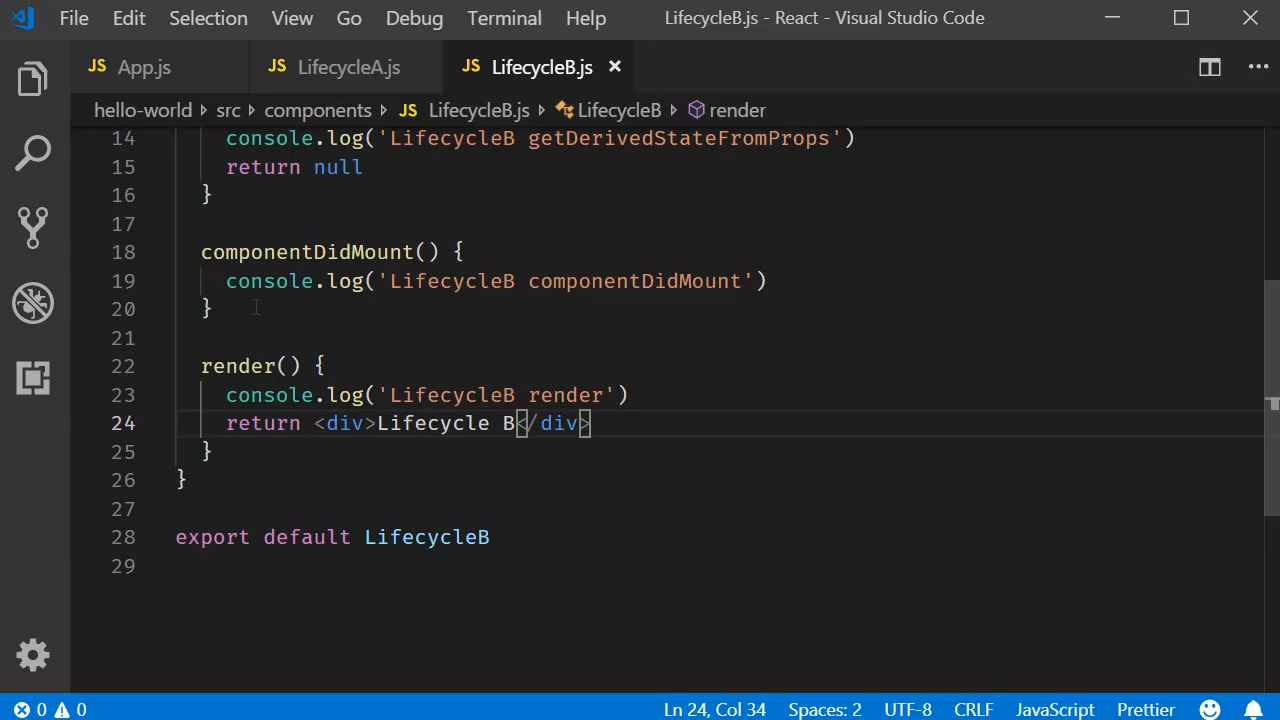 File Edit Selection View Go Debug Terminal Help LifecycleB.js - React - Visual Studio Code
JS App.js JS LifecycleA.js JS LifecycleB.js
hello-world src components JS LifecycleB.js LifecycleB render
14 console.log('LifecycleB getDerivedStateFromProps')
15 return null
16 }
17
18 componentDidMount() {
19 console.log('LifecycleB componentDidMount')
20 }
21
22 render() {
23 console.log('LifecycleB render')
24 return <div>Lifecycle B</div>
25 }
26 }
27
28 export default LifecycleB
29
0 0 Ln 24, Col 34 Spaces: 2 UTF-8 CRLF JavaScript Prettier